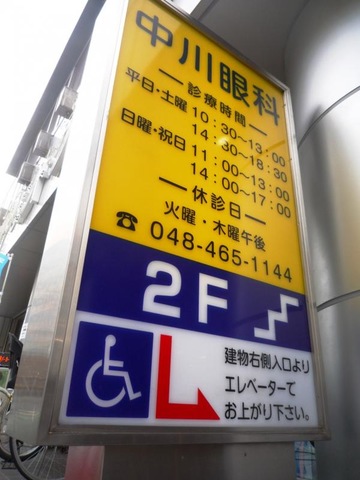 中川眼科
診療時間
平日・土曜 10:30~13:00
14:30~18:30
日曜・祝日 11:00~13:00
14:00~17:00
休診日
火曜・木曜午後
☎ 048-465-1144
2F
建物右側入口より
エレベーターで
お上がり下さい。